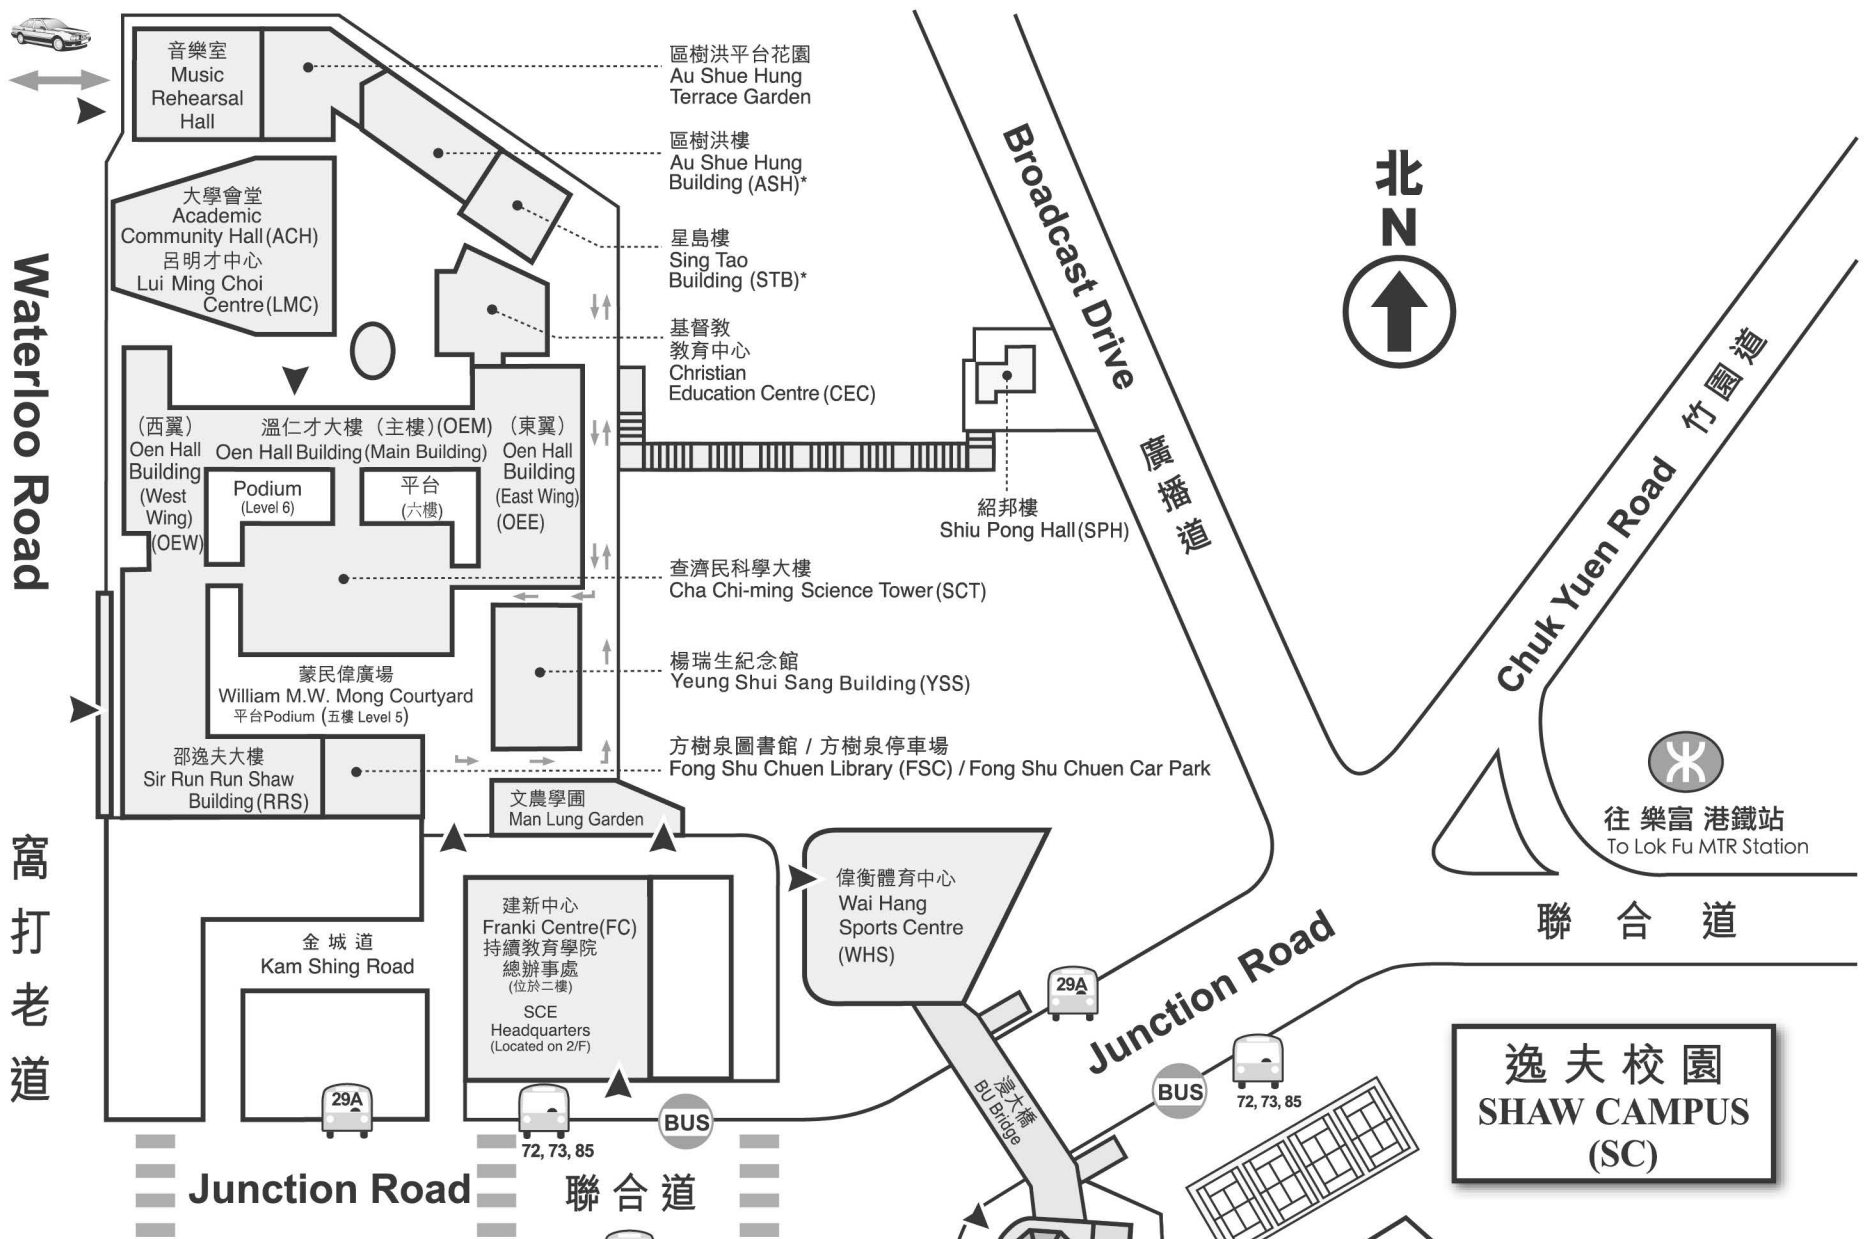 音樂室
Music
Rehearsal
Hall
區樹洪平台花園
Au Shue Hung
Terrace Garden
區樹洪樓
Au Shue Hung
Building (ASH)*
大學會堂
Academic
Community Hall (ACH)
呂明才中心
Lui Ming Choi
Centre (LMC)
星島樓
Sing Tao
Building (STB)*
基督教
教育中心
Christian
Education Centre (CEC)
Waterloo Road
窩打老道
Broadcast Drive
廣播道
北
N
Chuk Yuen Road
竹園道
(西翼)
Oen Hall
Building
(West
Wing)
(OEW)
溫仁才大樓 (主樓) (OEM)
Oen Hall Building (Main Building)
(東翼)
Oen Hall
Building
(East Wing)
(OEE)
Podium
(Level 6)
平台
(六樓)
紹邦樓
Shiu Pong Hall (SPH)
查濟民科學大樓
Cha Chi-ming Science Tower (SCT)
蒙民偉廣場
William M.W. Mong Courtyard
平台Podium (五樓 Level 5)
楊瑞生紀念館
Yeung Shui Sang Building (YSS)
邵逸夫大樓
Sir Run Run Shaw
Building (RRS)
方樹泉圖書館 / 方樹泉停車場
Fong Shu Chuen Library (FSC) / Fong Shu Chuen Car Park
文農學圃
Man Lung Garden
往 樂富 港鐵站
To Lok Fu MTR Station
聯合道
偉衡體育中心
Wai Hang
Sports Centre
(WHS)
建新中心
Franki Centre (FC)
持續教育學院
總辦事處
(位於二樓)
SCE
Headquarters
(Located on 2/F)
金城道
Kam Shing Road
29A
Junction Road
浸大橋
BU Bridge
BUS
72, 73, 85
29A
72, 73, 85
BUS
Junction Road
聯合道
逸夫校園
SHAW CAMPUS
(SC)